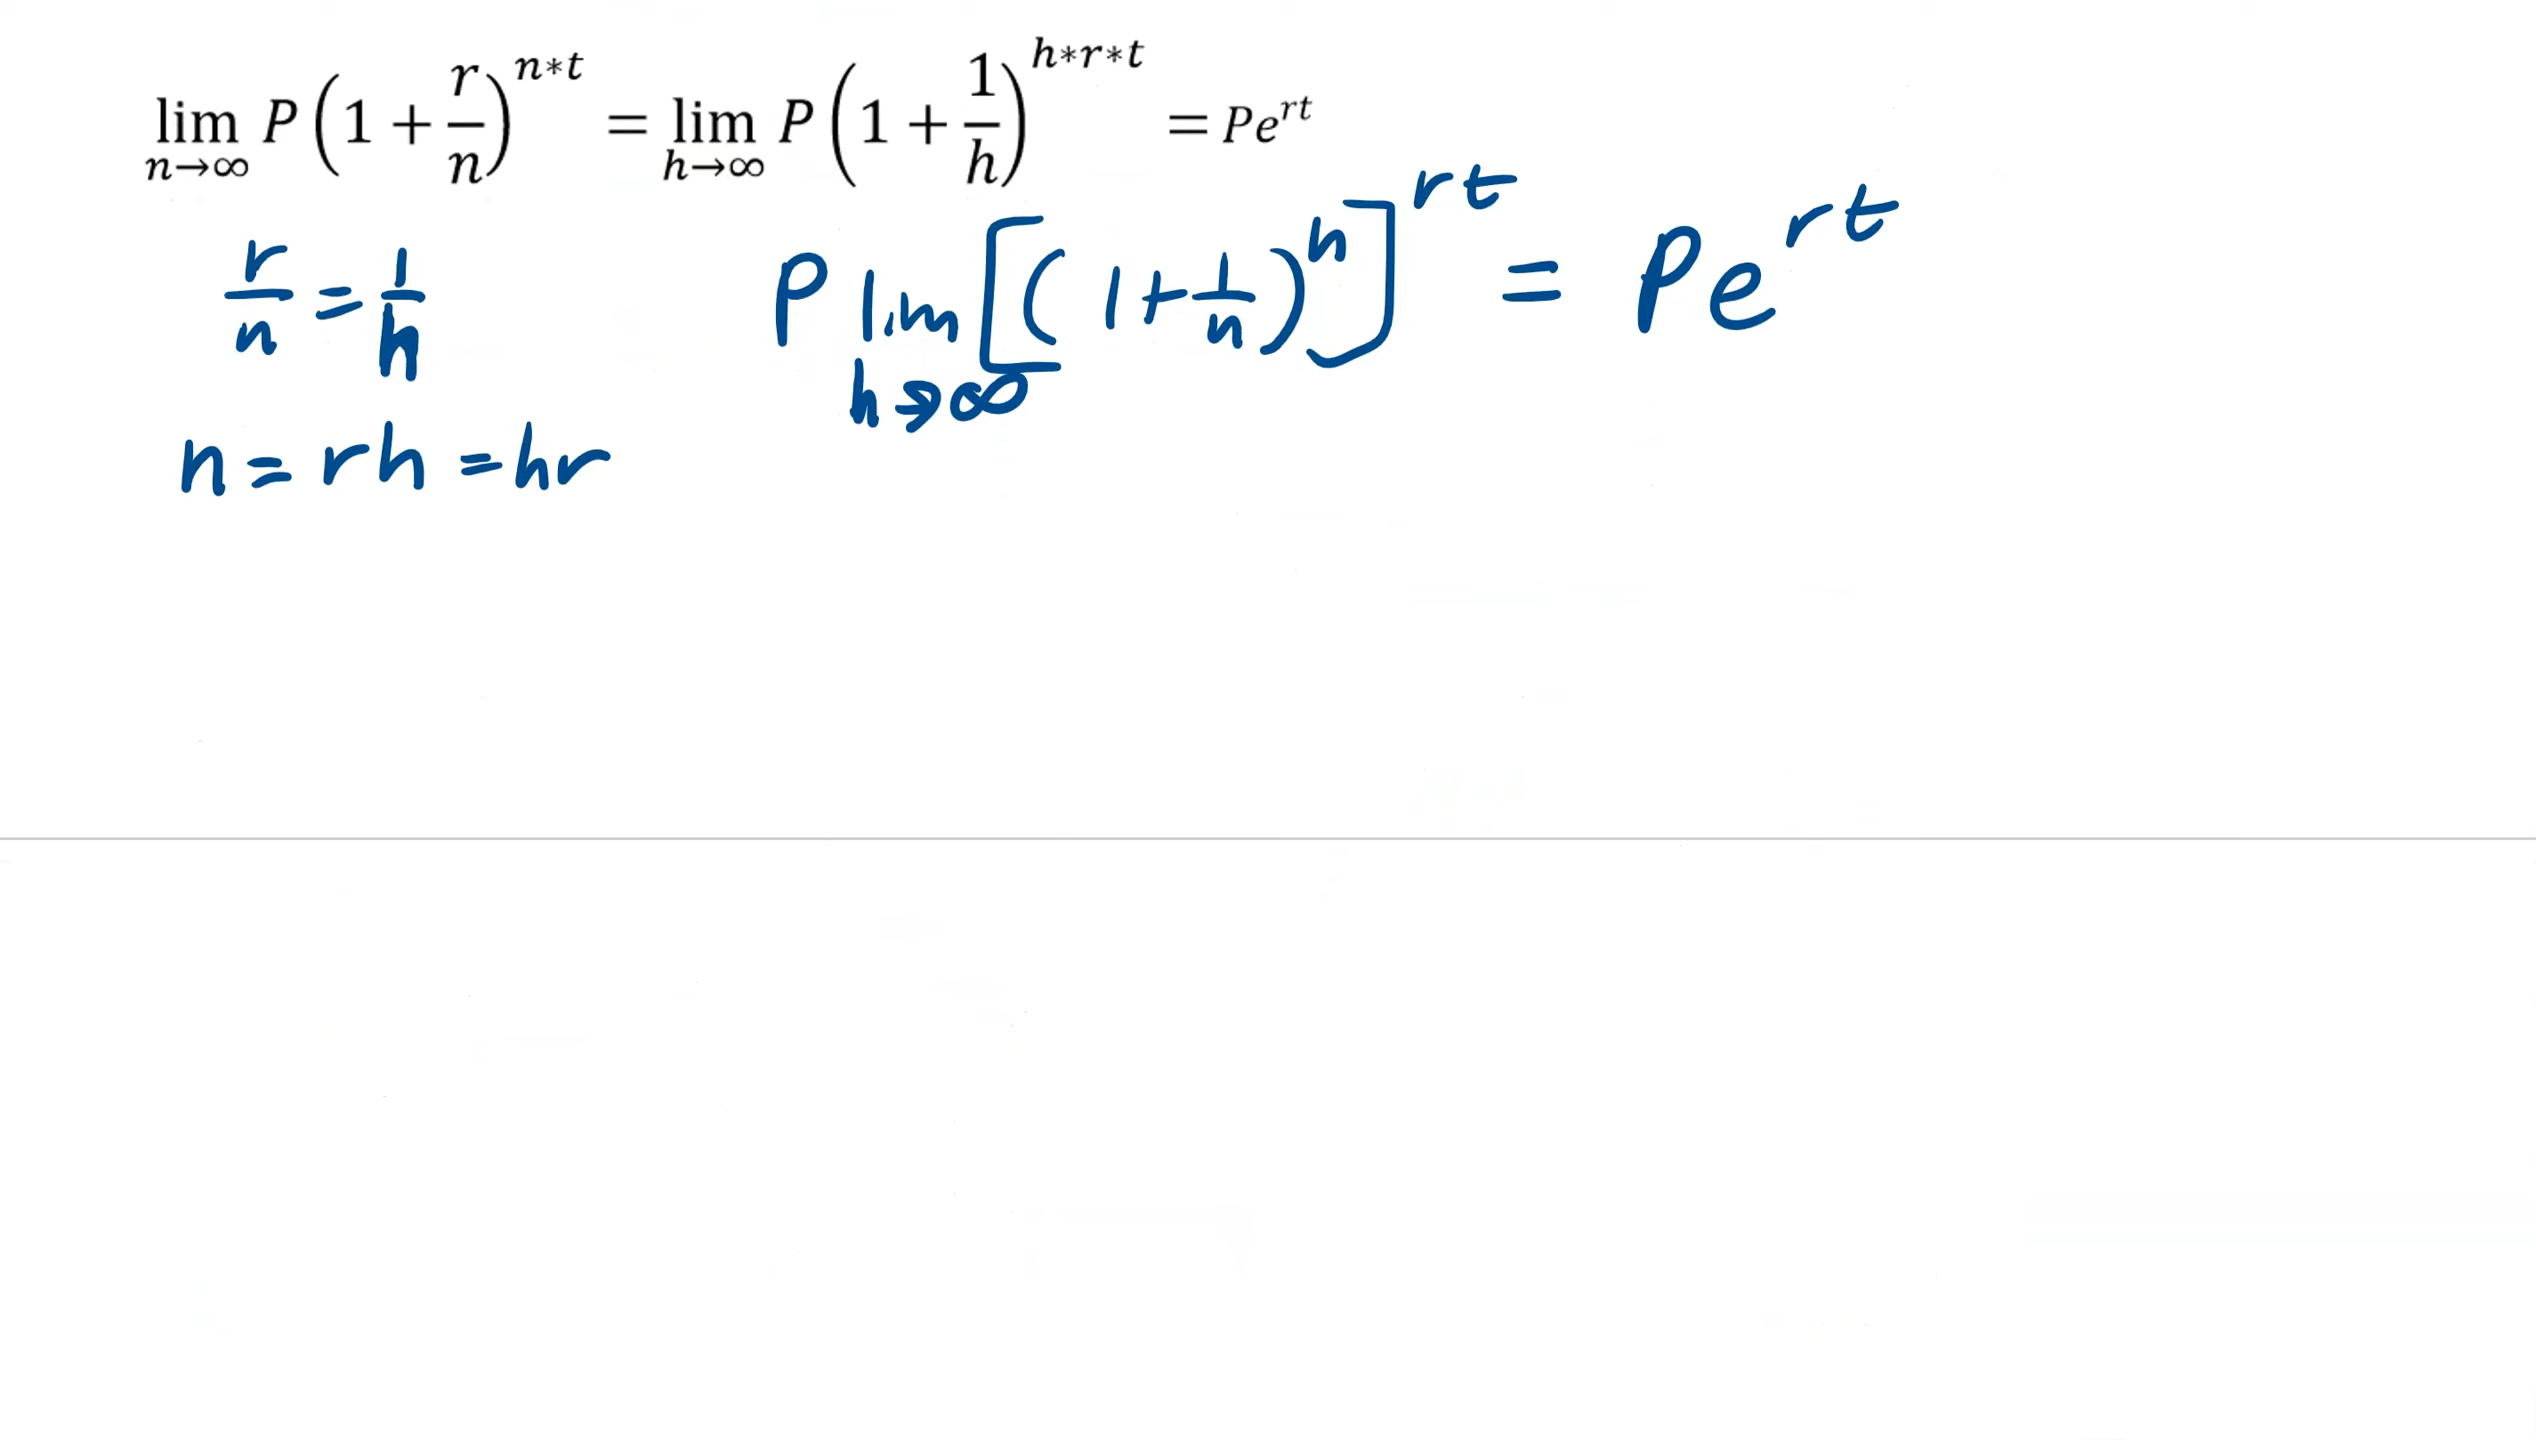 lim_{n→∞} P(1 + r/n)^{n*t} = lim_{h→∞} P(1 + 1/h)^{h*r*t} = Pe^{rt}
r/n = 1/h
P lim_{h→∞} [(1+1/h)^h]^{rt} = Pe^{rt}
n = rh = hr